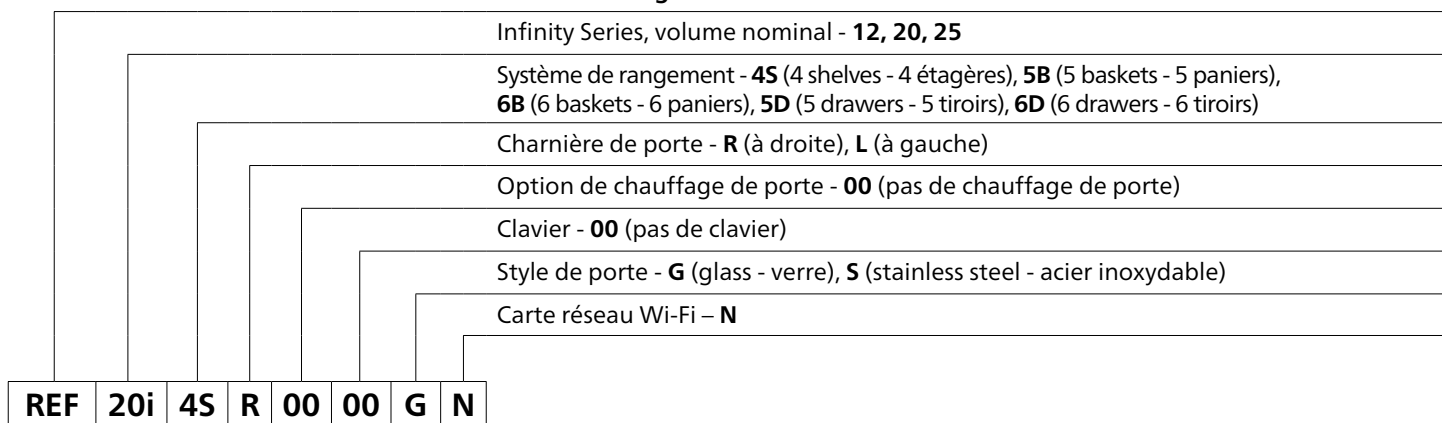 Infinity Series, volume nominal - 12, 20, 25
Système de rangement - 4S (4 shelves - 4 étagères), 5B (5 baskets - 5 paniers),
6B (6 baskets - 6 paniers), 5D (5 drawers - 5 tiroirs), 6D (6 drawers - 6 tiroirs)
Charnière de porte - R (à droite), L (à gauche)
Option de chauffage de porte - 00 (pas de chauffage de porte)
Clavier - 00 (pas de clavier)
Style de porte - G (glass - verre), S (stainless steel - acier inoxydable)
Carte réseau Wi-Fi – N
REF 20i 4S R 00 00 G N